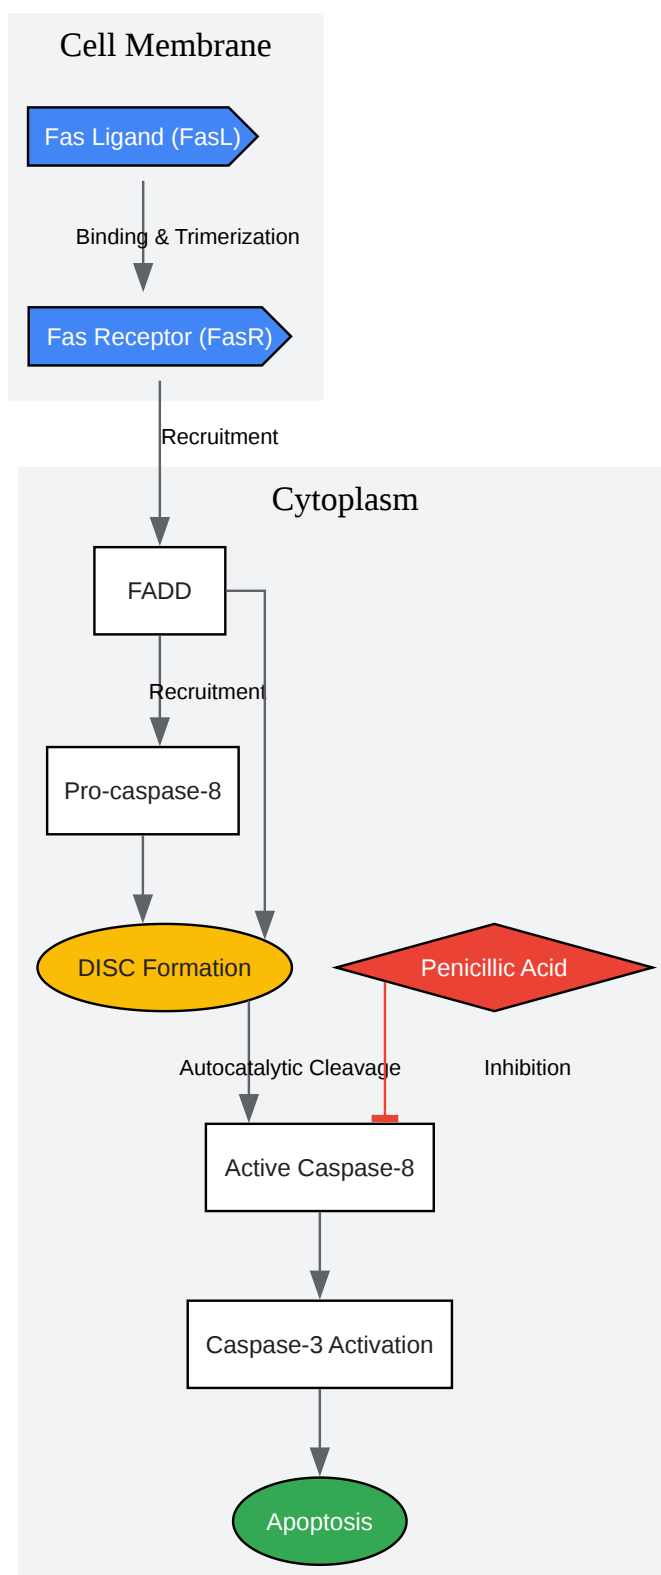 Cell Membrane
Fas Ligand (FasL)
Binding & Trimerization
Fas Receptor (FasR)
Recruitment
Cytoplasm
FADD
Recruitment
Pro-caspase-8
DISC Formation
Penicillic Acid
Autocatalytic Cleavage
Inhibition
Active Caspase-8
Caspase-3 Activation
Apoptosis